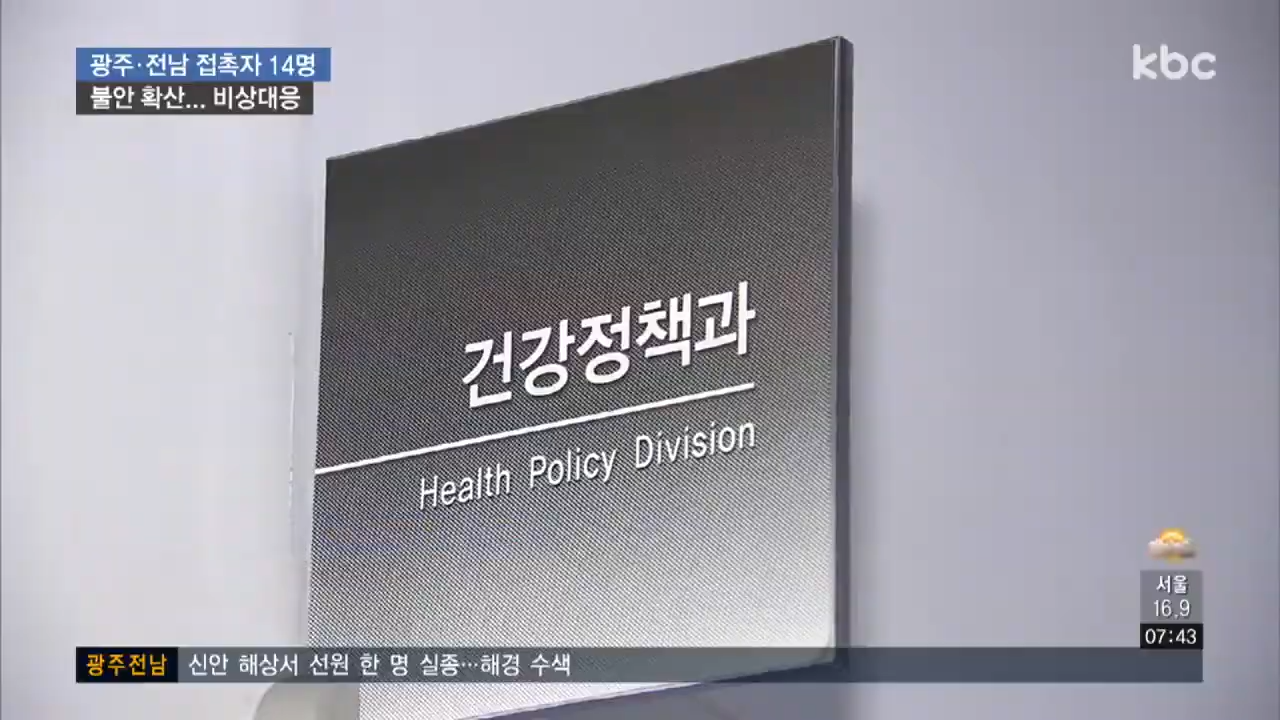 광주·전남 접촉자 14명
불안 확산... 비상대응
kbc
건강정책과
Health Policy Division
서울
16.9
07:43
광주전남 신안 해상서 선원 한 명 실종…해경 수색